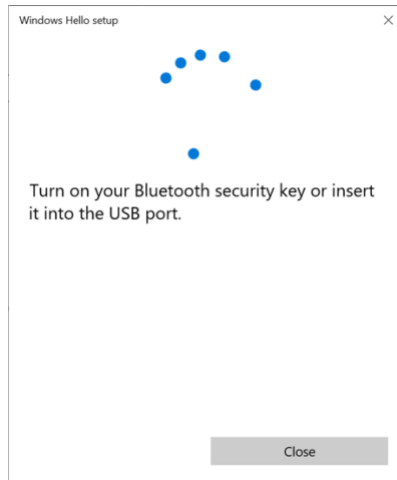 Windows Hello setup
Turn on your Bluetooth security key or insert
it into the USB port.
Close